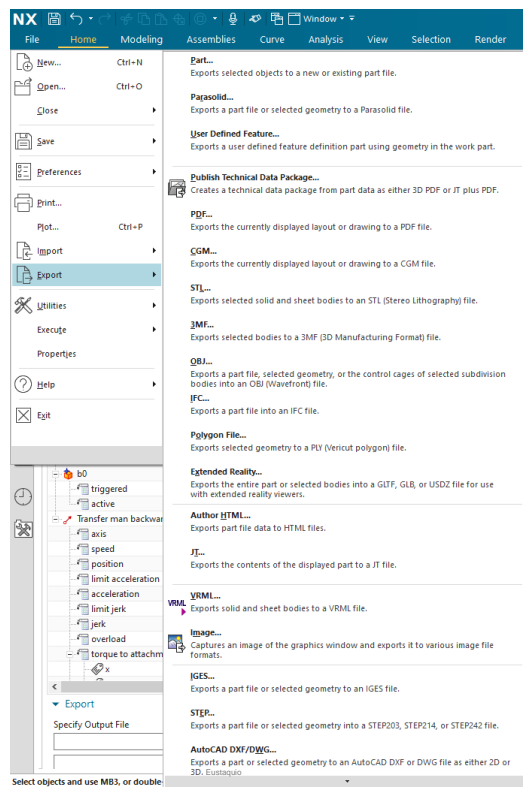 NX Window
File Home Modeling Assemblies Curve Analysis View Selection Render
New... Ctrl+N
Open... Ctrl+O
Close
Save
Preferences
Print...
Plot... Ctrl+P
Import
Export
Utilities
Execute
Properties
Help
Exit
Part...
Exports selected objects to a new or existing part file.
Parasolid...
Exports a part file or selected geometry to a Parasolid file.
User Defined Feature...
Exports a user defined feature definition part using geometry in the work part.
Publish Technical Data Package...
Creates a technical data package from part data as either 3D PDF or JT plus PDF.
PDF...
Exports the currently displayed layout or drawing to a PDF file.
CGM...
Exports the currently displayed layout or drawing to a CGM file.
STL...
Exports selected solid and sheet bodies to an STL (Stereo Lithography) file.
3MF...
Exports selected bodies to a 3MF (3D Manufacturing Format) file.
OBJ...
Exports a part file, selected geometry, or the control cages of selected subdivision
bodies into an OBJ (Wavefront) file.
IFC...
Exports a part file into an IFC file.
Polygon File...
Exports selected geometry to a PLY (Vericut polygon) file.
Extended Reality...
Exports the entire part or selected bodies into a GLTF, GLB, or USDZ file for use
with extended reality viewers.
Author HTML...
Exports part file data to HTML files.
JT...
Exports the contents of the displayed part to a JT file.
VRML
VRML...
Exports solid and sheet bodies to a VRML file.
Image...
Captures an image of the graphics window and exports it to various image file
formats.
IGES...
Exports a part file or selected geometry to an IGES file.
STEP...
Exports a part file or selected geometry into a STEP203, STEP214, or STEP242 file.
AutoCAD DXF/DWG...
Exports a part or selected geometry to an AutoCAD DXF or DWG file as either 2D or
3D. Eustaquio
b0
triggered
active
Transfer man backwar
axis
speed
position
limit acceleration
acceleration
limit jerk
jerk
overload
torque to attachm
x
Export
Specify Output File
Select objects and use MB3, or double-